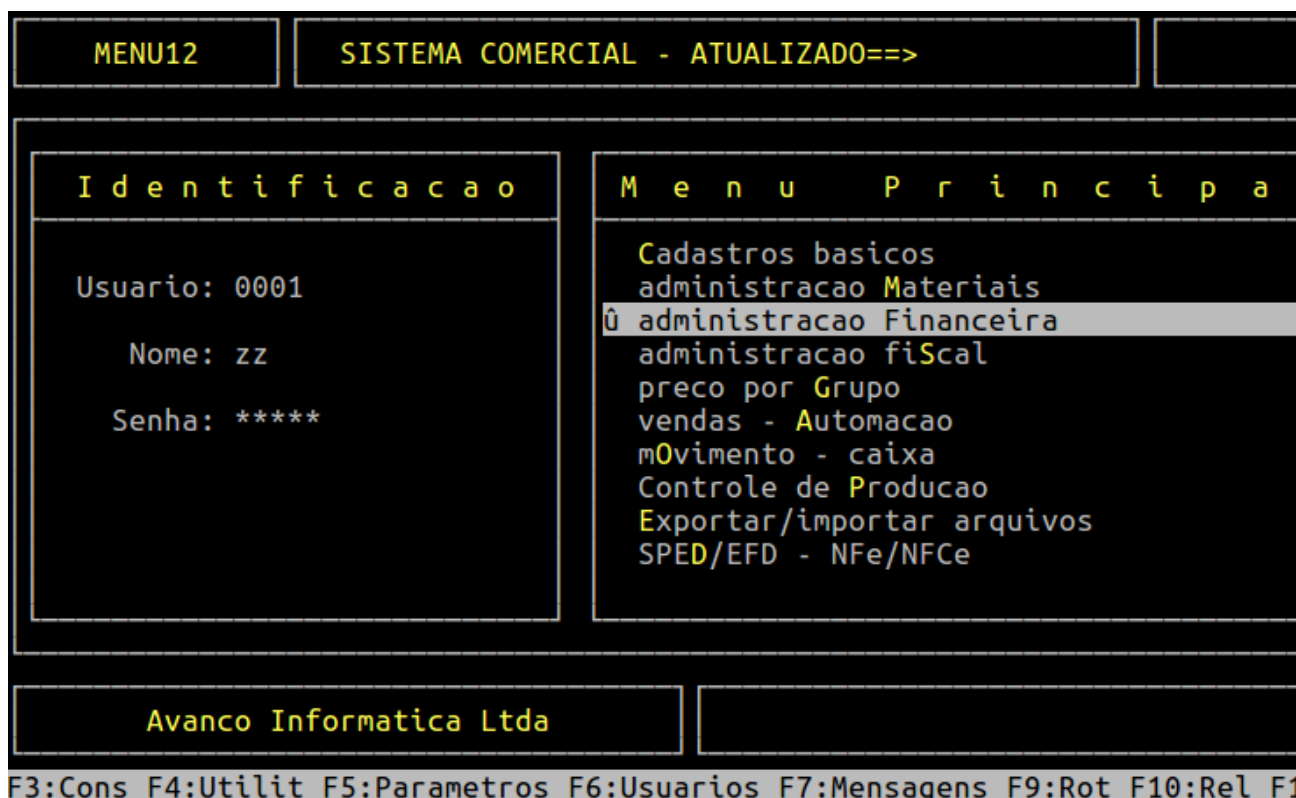 MENU12
SISTEMA COMERCIAL - ATUALIZADO==>
I d e n t i f i c a c a o
Usuario: 0001
Nome: zz
Senha: *****
M e n u P r i n c i p a
Cadastros basicos
administracao Materiais
û administracao Financeira
administracao fiScal
preco por Grupo
vendas - Automacao
mOvimento - caixa
Controle de Producao
Exportar/importar arquivos
SPED/EFD - NFe/NFCe
Avanco Informatica Ltda
F3:Cons F4:Utilit F5:Parametros F6:Usuarios F7:Mensagens F9:Rot F10:Rel F1